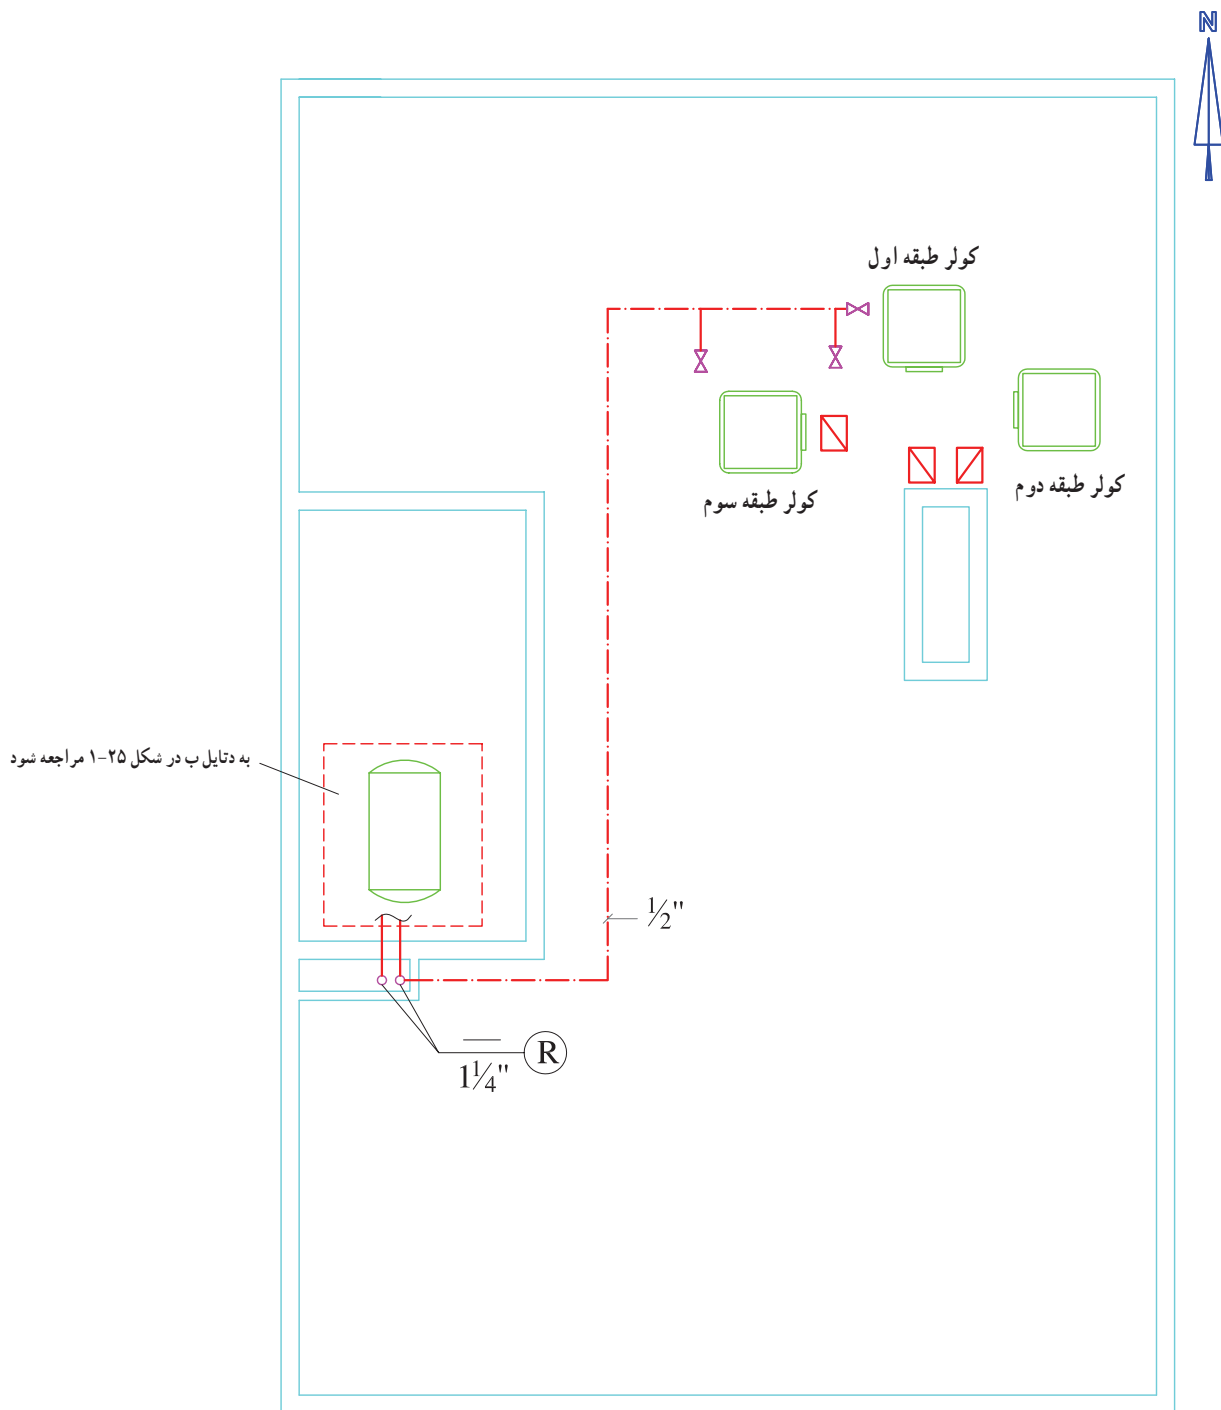 N
کولر طبقه اول
کولر طبقه دوم
کولر طبقه سوم
به دتایل ب در شکل ۲۵-۱ مراجعه شود
½"
R
1¼"